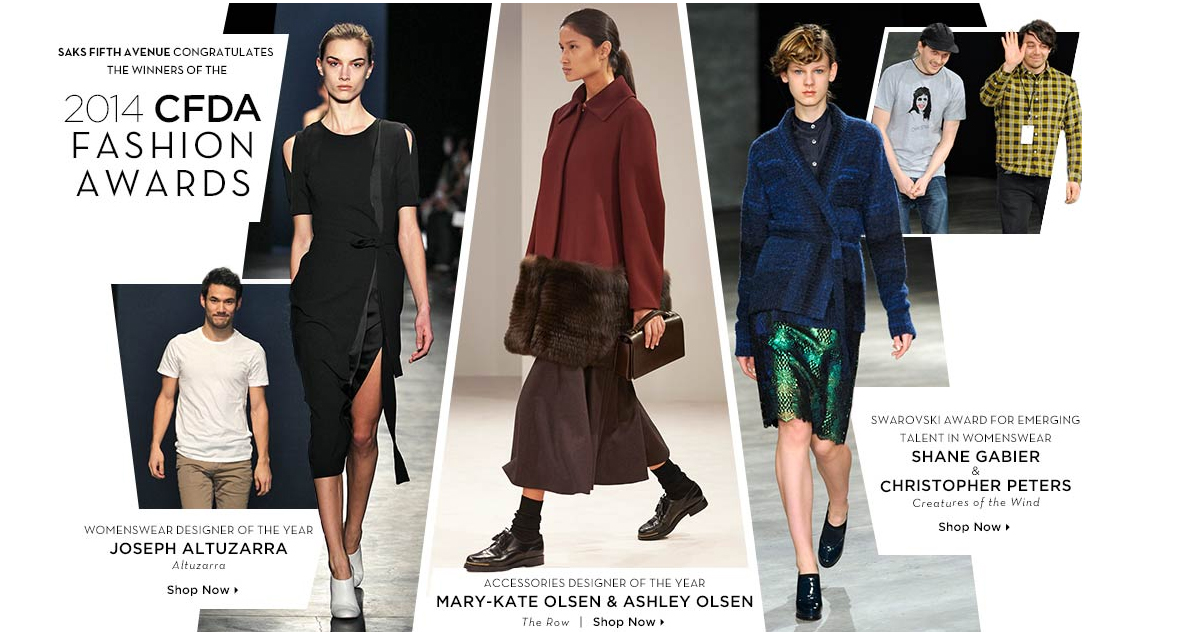 SAKS FIFTH AVENUE CONGRATULATES
THE WINNERS OF THE
2014 CFDA
FASHION
AWARDS
WOMENSWEAR DESIGNER OF THE YEAR
JOSEPH ALTUZARRA
Altuzarra
Shop Now
ACCESSORIES DESIGNER OF THE YEAR
MARY-KATE OLSEN & ASHLEY OLSEN
The Row | Shop Now
SWAROVSKI AWARD FOR EMERGING
TALENT IN WOMENSWEAR
SHANE GABIER
&
CHRISTOPHER PETERS
Creatures of the Wind
Shop Now